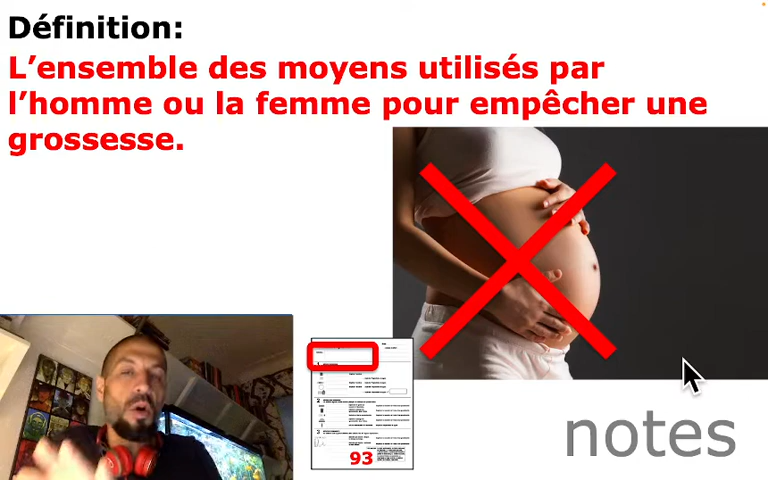 Définition:
L’ensemble des moyens utilisés par
l’homme ou la femme pour empêcher une
grossesse.
93
notes